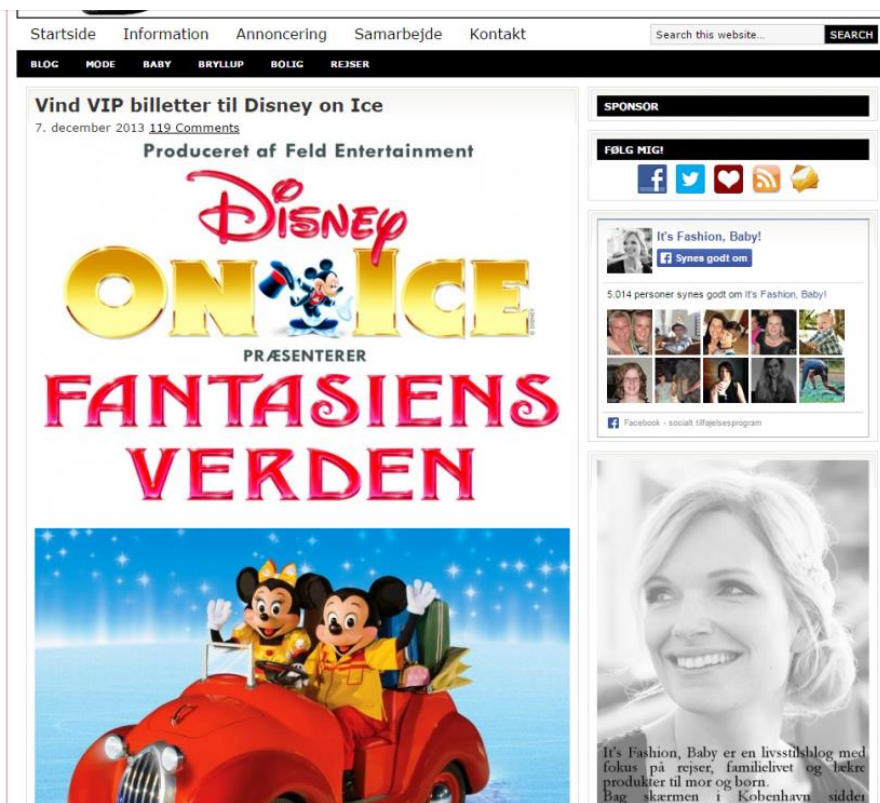 Startside Information Annoncering Samarbejde Kontakt
Search this website... SEARCH
BLOG MODE BABY BRYLLUP BOLIG REJSER
Vind VIP billetter til Disney on Ice
7. december 2013 119 Comments
Produceret af Feld Entertainment
Disney
ON ICE
© DISNEY
PRÆSENTERER
FANTASIENS
VERDEN
SPONSOR
FØLG MIG!
It's Fashion, Baby!
Synes godt om
5.014 personer synes godt om It's Fashion, Baby!
Facebook - socialt tilføjelsesprogram
It's Fashion, Baby er en livsstilsblog med
fokus på rejser, familielivet og lækre
produkter til mor og børn.
Bag skærmen i København sidder